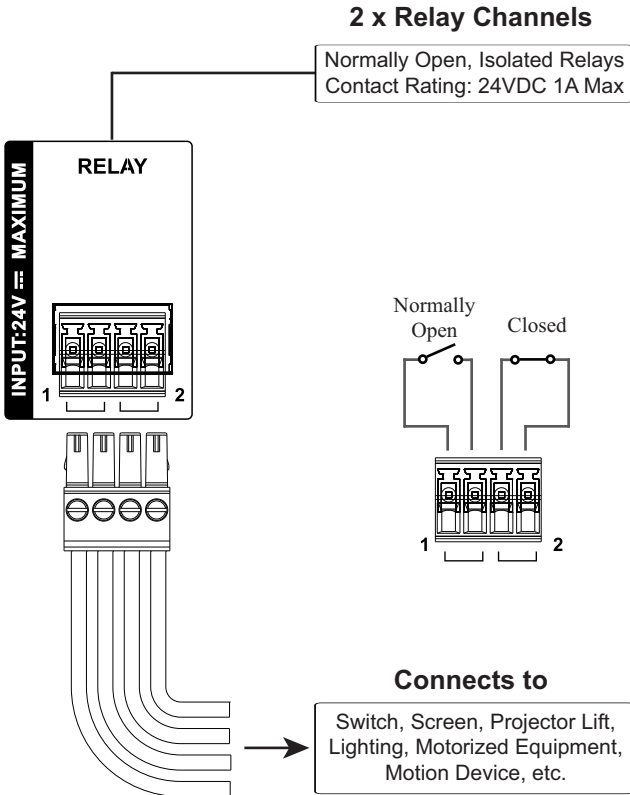 2 x Relay Channels
Normally Open, Isolated Relays
Contact Rating: 24VDC 1A Max
RELAY
INPUT:24V ⎓ MAXIMUM
1 2
Normally
Open
Closed
1 2
Connects to
Switch, Screen, Projector Lift,
Lighting, Motorized Equipment,
Motion Device, etc.